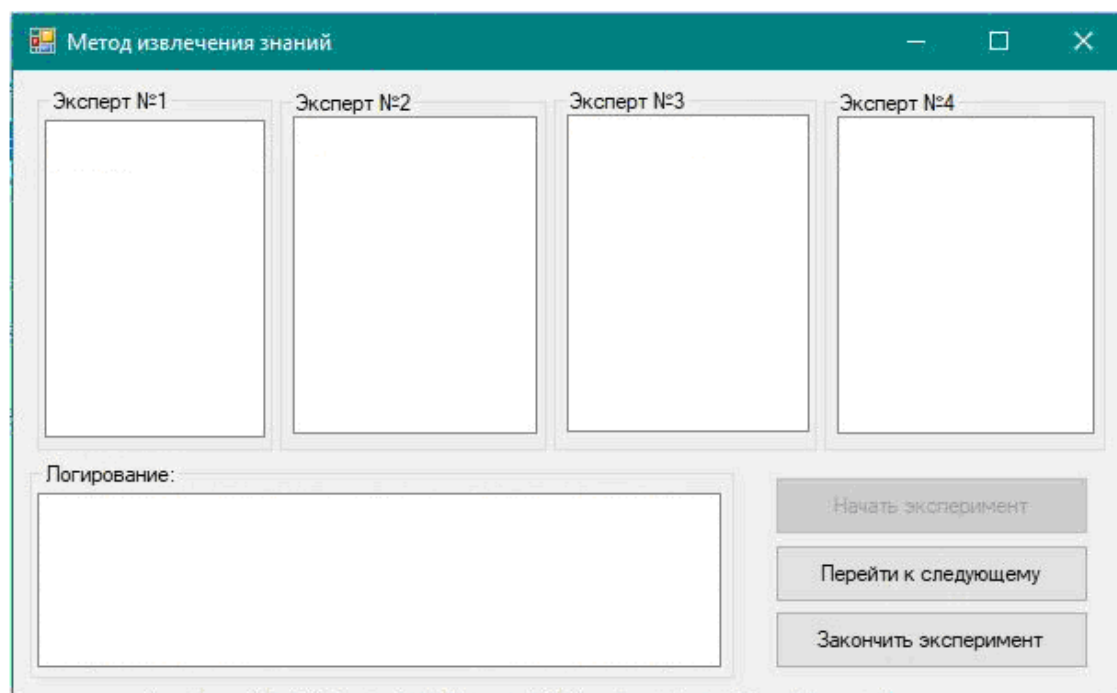 Метод извлечения знаний
Эксперт №1
Эксперт №2
Эксперт №3
Эксперт №4
Логирование:
Начать эксперимент
Перейти к следующему
Закончить эксперимент